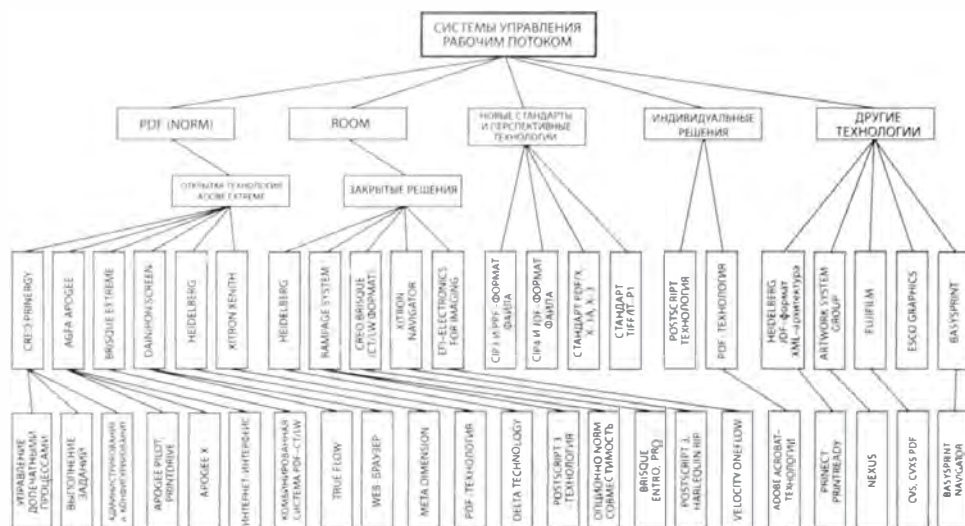 СИСТЕМЫ УПРАВЛЕНИЯ
РАБОЧИМ ПОТОКОМ
PDF (NORM)
ROOM
НОВЫЕ СТАНДАРТЫ
И ПЕРСПЕКТИВНЫЕ
ТЕХНОЛОГИИ
ИНДИВИДУАЛЬНЫЕ
РЕШЕНИЯ
ДРУГИЕ
ТЕХНОЛОГИИ
ОТКРЫТАЯ ТЕХНОЛОГИЯ
ADOBE EXTREME
ЗАКРЫТЫЕ РЕШЕНИЯ
CREO PRINERGY
AGFA APOGEE
BRISQUE EXTREME
DAINIHON SCREEN
HEIDELBERG
XITRON XENITH
HEIDELBERG
RAMPAGE SYSTEM
CREO BRISQUE
(CT/LW ФОРМАТ)
XITRON
NAVIGATOR
EFI-ELECTRONICS
FOR IMAGING
CIP3 И PPF -ФОРМАТ
ФАЙЛА
CIP4 И JDF -ФОРМАТ
ФАЙЛА
СТАНДАРТ PDF/X
X-1A, X-3
СТАНДАРТ
TIFF/IT- P1
POSTSCRIPT
ТЕХНОЛОГИЯ
PDF - ТЕХНОЛОГИЯ
HEIDELBERG
JDF-формат
XML-архитектура
ARTWORK SYSTEM
GROUP
FUJIFILM
ESCO GRAPHICS
BASYSPRINT
УПРАВЛЕНИЕ
ДОПЕЧАТНЫМИ
ПРОЦЕССАМИ
ВЫПОЛНЕНИЕ
ЗАДАНИЙ
АДМИНИСТРИРОВАНИЯ
И КОНФИГУРИРОВАНИЯ
APOGEE PILOT,
PRINTDRIVE
APOGEE X
ИНТЕРНЕТ- ИНТЕРФЕЙС
КОМБИНИРОВАННАЯ
СИСТЕМА PDF-CT/LW
TRUE FLOW
WEB- БРАУЗЕР
META DIMENSION
PDF -ТЕХНОЛОГИЯ
DELTA TECHNOLOGY
POSTSCRIPT 3
-ТЕХНОЛОГИЯ
ОПЦИОННО NORM
СОВМЕСТИМОСТЬ
BRISQUE
ENTRO, PRO
POSTSCRIPT 3,
HARLEQUIN RIP
VELOCITY ONEFLOW
ADOBE ACROBAT-
ТЕХНОЛОГИИ
PRINECT
PRINTREADY
NEXUS
CVS, CVXS PDF
BASYSPRINT
NAVIGATOR